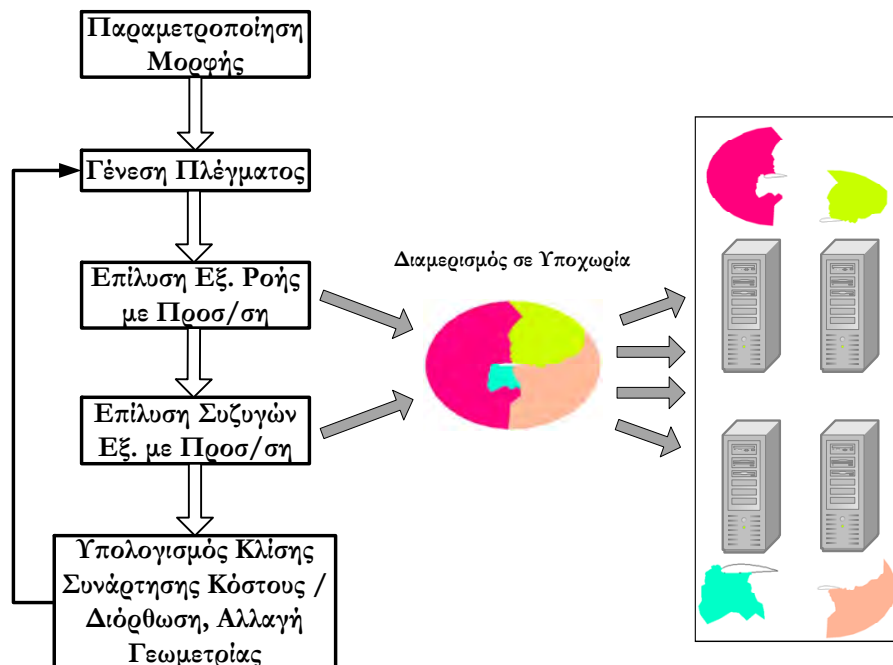 Παραμετροποίηση
Μορφής
Γένεση Πλέγματος
Επίλυση Εξ. Ροής
με Προσ/ση
Διαμερισμός σε Υποχωρία
Επίλυση Συζυγών
Εξ. με Προσ/ση
Υπολογισμός Κλίσης
Συνάρτησης Κόστους /
Διόρθωση, Αλλαγή
Γεωμετρίας